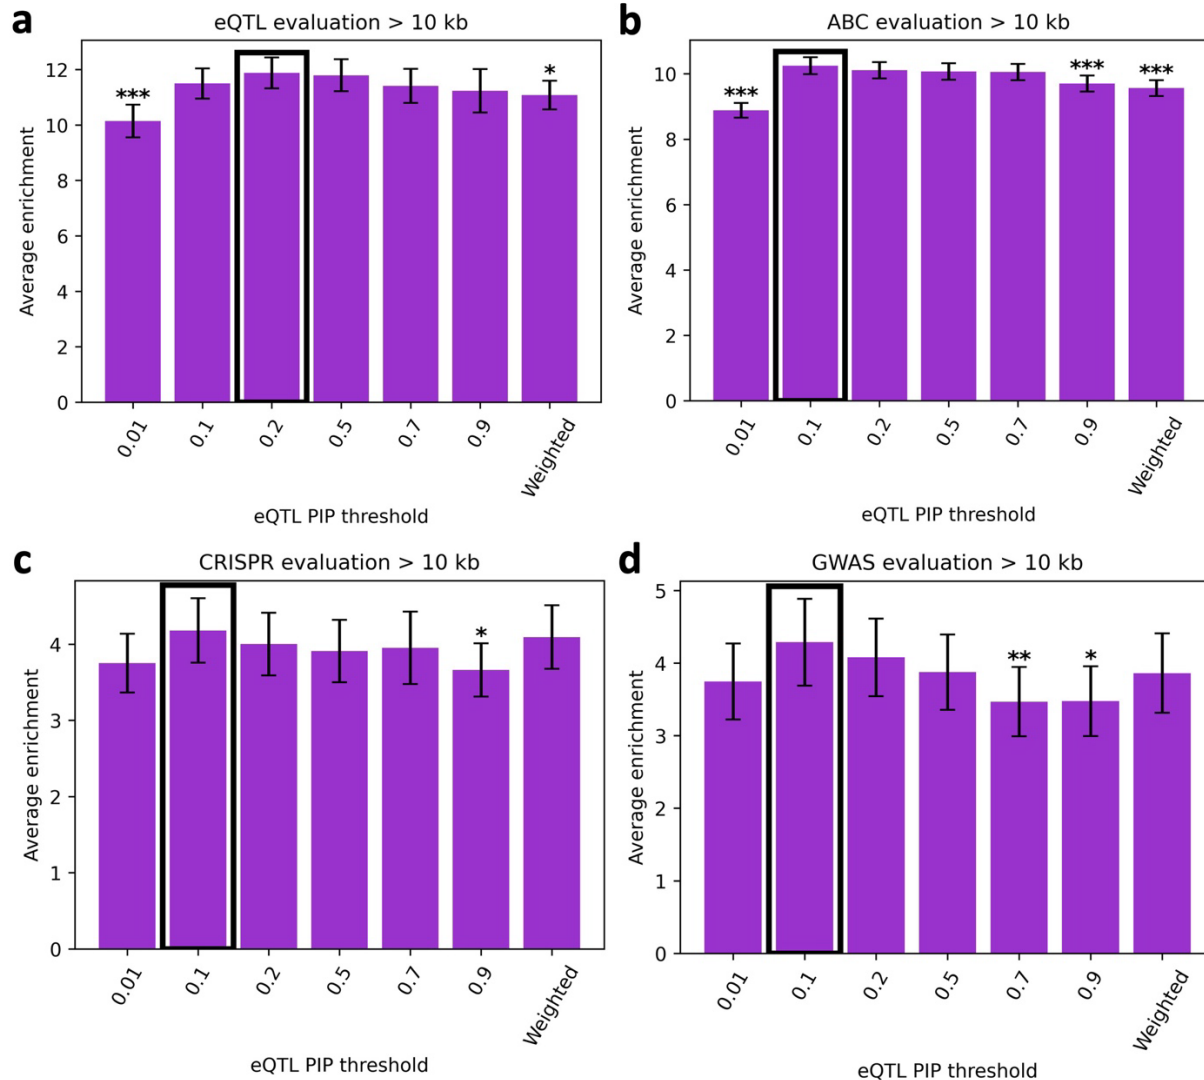 a
eQTL evaluation > 10 kb
Average enrichment
12
10
8
6
4
2
0
***
*
0.01
0.1
0.2
0.5
0.7
0.9
Weighted
eQTL PIP threshold
b
ABC evaluation > 10 kb
Average enrichment
10
8
6
4
2
0
***
***
***
0.01
0.1
0.2
0.5
0.7
0.9
Weighted
eQTL PIP threshold
c
CRISPR evaluation > 10 kb
Average enrichment
4
3
2
1
0
*
0.01
0.1
0.2
0.5
0.7
0.9
Weighted
eQTL PIP threshold
d
GWAS evaluation > 10 kb
Average enrichment
5
4
3
2
1
0
**
*
0.01
0.1
0.2
0.5
0.7
0.9
Weighted
eQTL PIP threshold